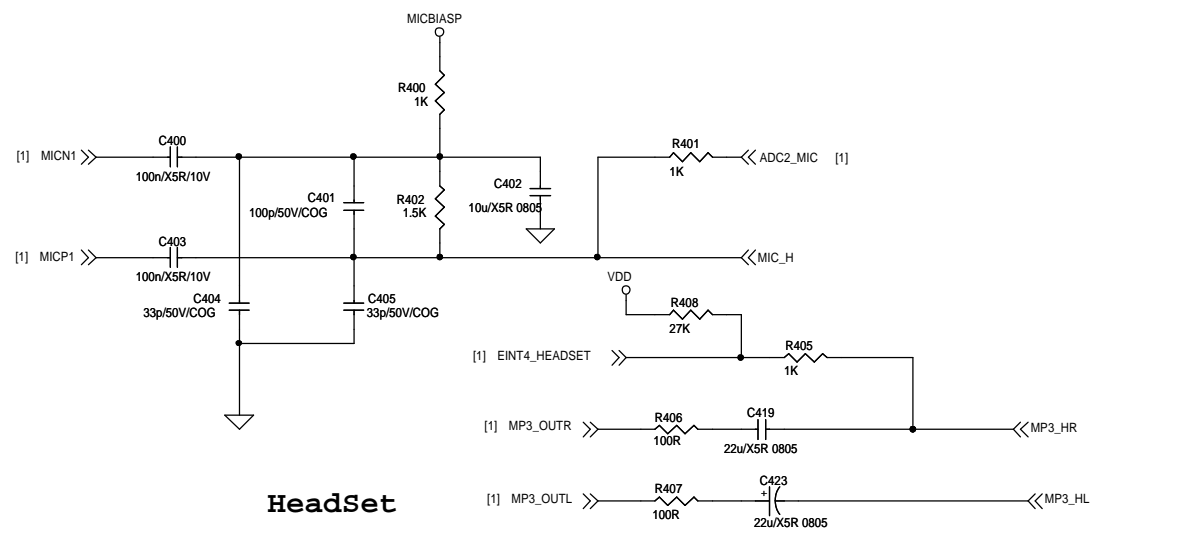 MICBIASP
R400
1K
[1] MICN1
C400
100n/X5R/10V
R401
1K
ADC2_MIC [1]
C401
100p/50V/COG
R402
1.5K
C402
10u/X5R 0805
[1] MICP1
C403
100n/X5R/10V
MIC_H
C404
33p/50V/COG
C405
33p/50V/COG
VDD
R408
27K
[1] EINT4_HEADSET
R405
1K
[1] MP3_OUTR
R406
100R
C419
22u/X5R 0805
MP3_HR
HeadSet
[1] MP3_OUTL
R407
100R
C423
+
22u/X5R 0805
MP3_HL